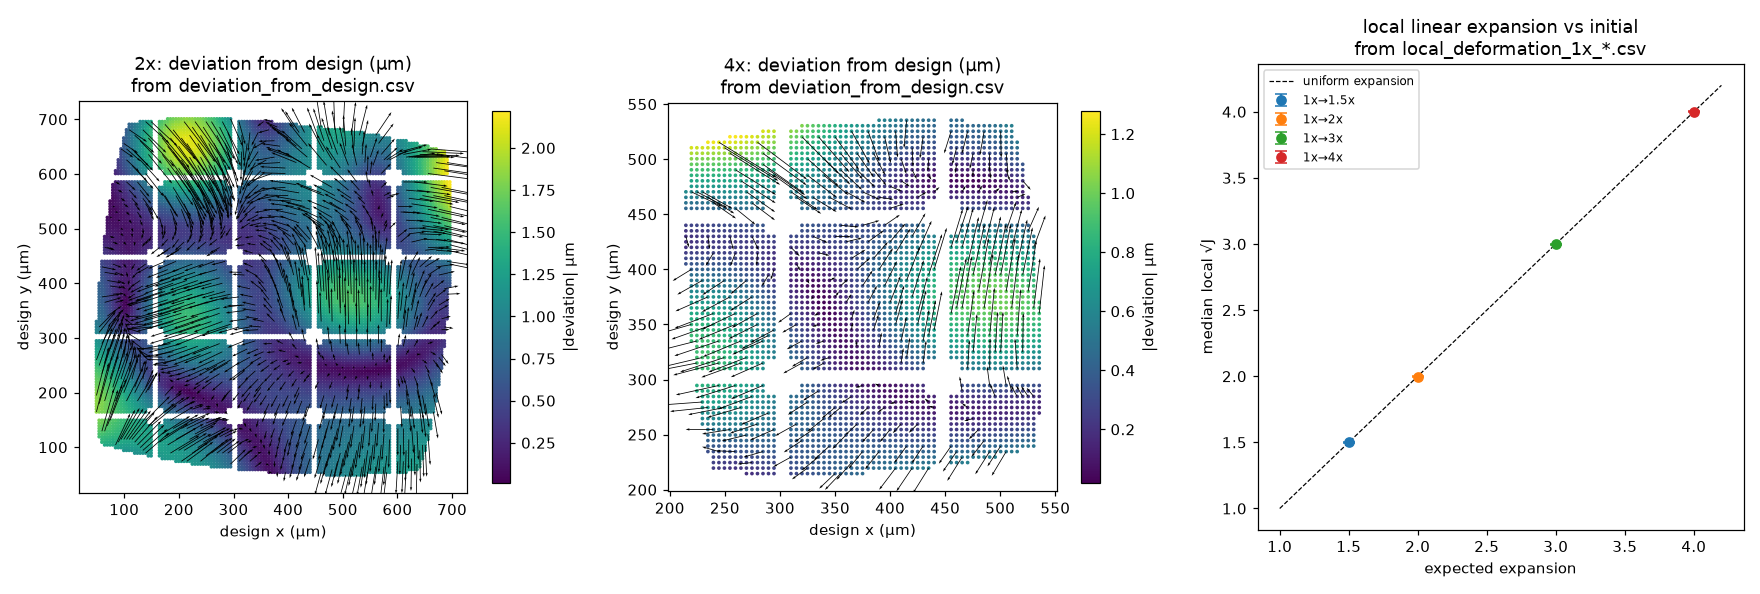 2x: deviation from design (µm)
from deviation_from_design.csv
700
600
500
400
300
200
100
design y (µm)
100 200 300 400 500 600 700
design x (µm)
2.00
1.75
1.50
1.25
1.00
0.75
0.50
0.25
|deviation| µm
4x: deviation from design (µm)
from deviation_from_design.csv
550
500
450
400
350
300
250
200
design y (µm)
200 250 300 350 400 450 500 550
design x (µm)
1.2
1.0
0.8
0.6
0.4
0.2
|deviation| µm
local linear expansion vs initial
from local_deformation_1x_*.csv
uniform expansion
1x→1.5x
1x→2x
1x→3x
1x→4x
4.0
3.5
3.0
2.5
2.0
1.5
1.0
median local √J
1.0 1.5 2.0 2.5 3.0 3.5 4.0
expected expansion